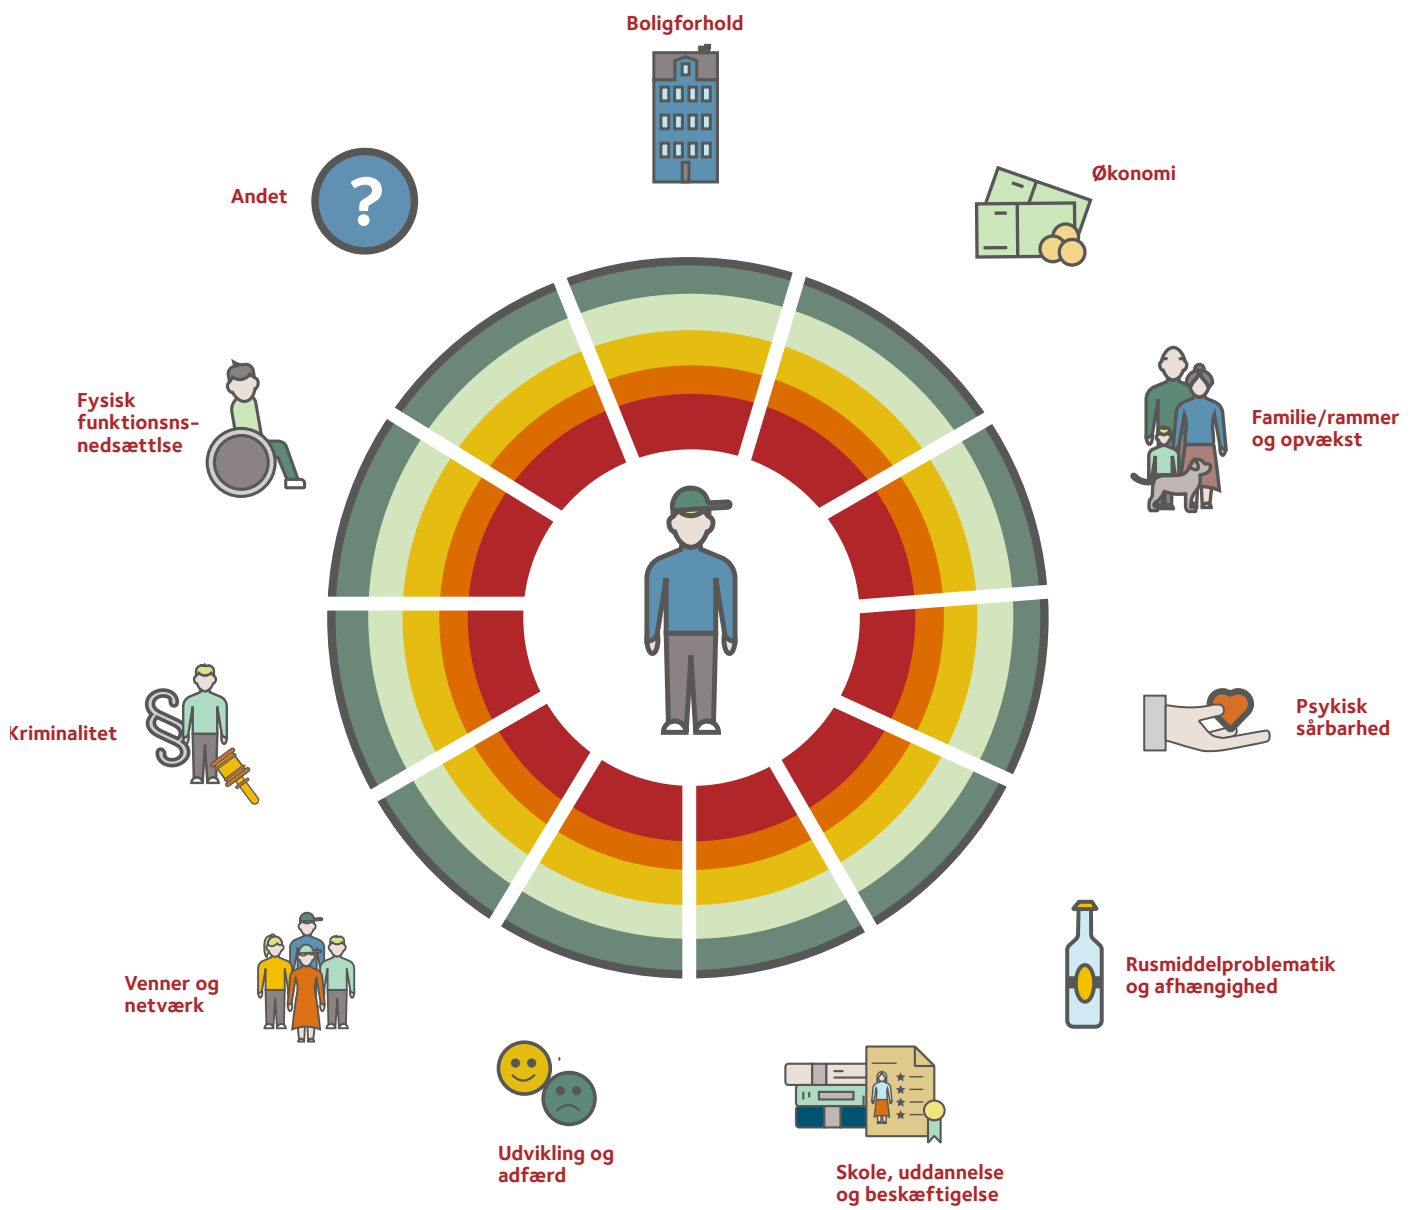 Boligforhold
Økonomi
Familie/rammer
og opvækst
Psykisk
sårbarhed
Rusmiddelproblematik
og afhængighed
Skole, uddannelse
og beskæftigelse
Udvikling og
adfærd
Venner og
netværk
Kriminalitet
Fysisk
funktionsns-
nedsættlse
Andet
?